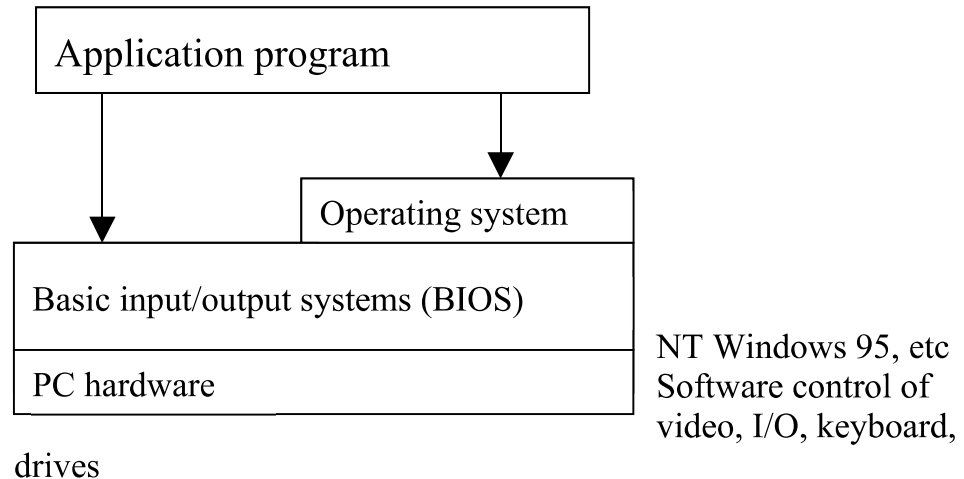 Application program
Operating system
Basic input/output systems (BIOS)
PC hardware
NT Windows 95, etc
Software control of
video, I/O, keyboard,
drives